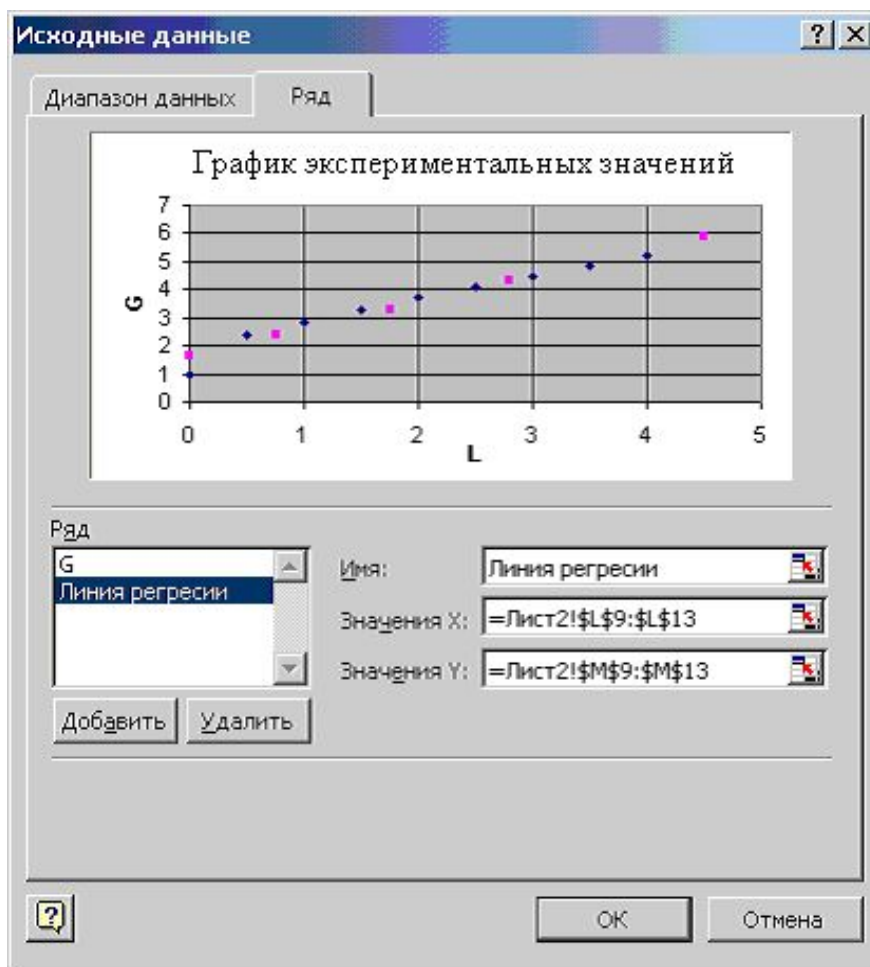 Исходные данные
Диапазон данных Ряд
График экспериментальных значений
7
6
5
4
3
2
1
0
G
0 1 2 3 4 5
L
Ряд
G
Линия регресии
Имя: Линия регресии
Значения X: =Лист2!$L$9:$L$13
Значения Y: =Лист2!$M$9:$M$13
Добавить Удалить
ОК Отмена